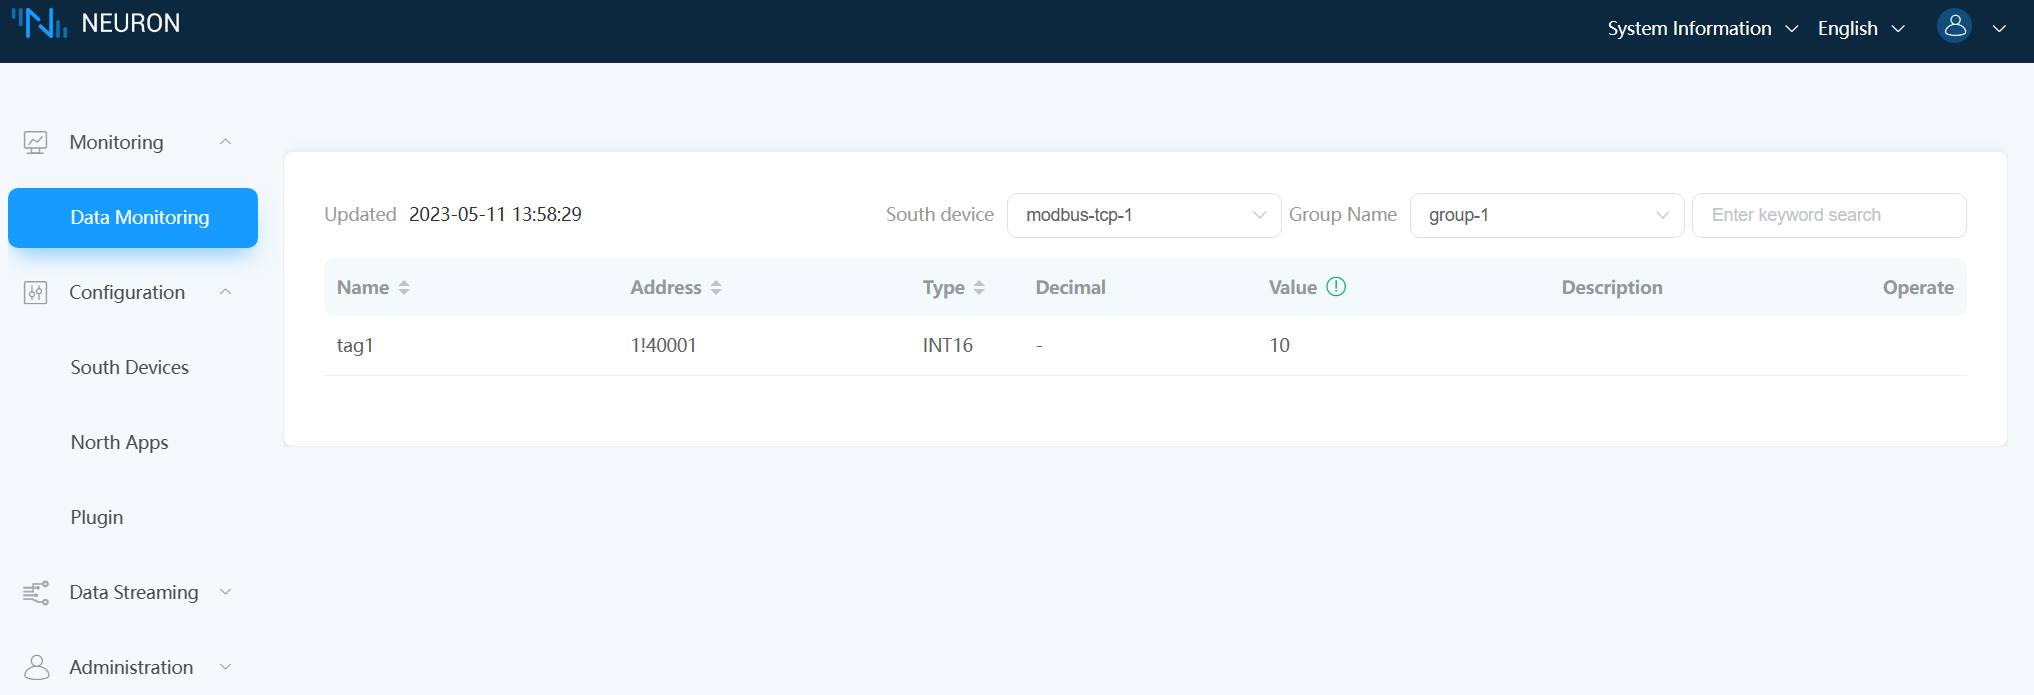 NEURON
System Information English
Monitoring
Data Monitoring
Configuration
South Devices
North Apps
Plugin
Data Streaming
Administration
Updated 2023-05-11 13:58:29 South device modbus-tcp-1 Group Name group-1 Enter keyword search
Name Address Type Decimal Value Description Operate
tag1 1!40001 INT16 - 10